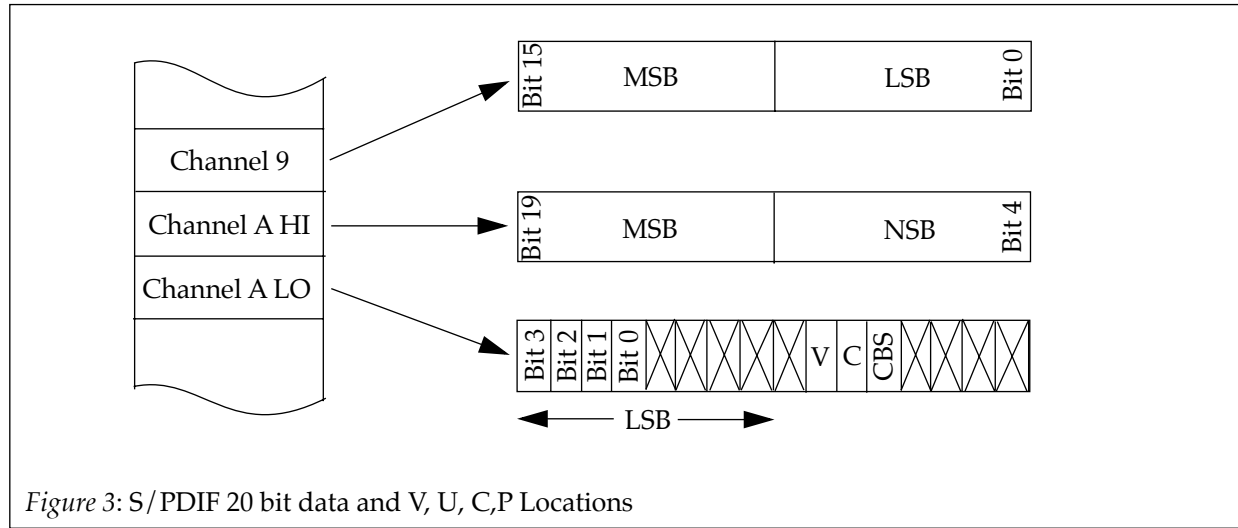 Channel 9
Channel A HI
Channel A LO
Bit 15 MSB LSB Bit 0
Bit 19 MSB NSB Bit 4
Bit 3 Bit 2 Bit 1 Bit 0 V C CBS
LSB
Figure 3: S/PDIF 20 bit data and V, U, C,P Locations